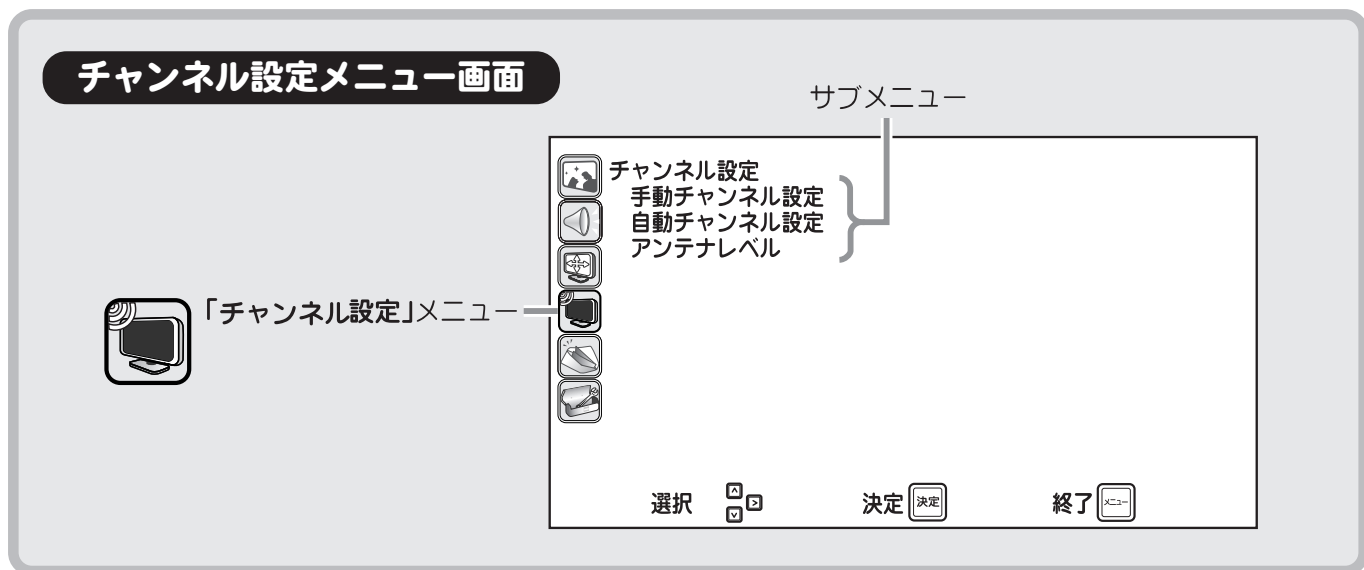 チャンネル設定メニュー画面
サブメニュー
チャンネル設定
手動チャンネル設定
自動チャンネル設定
アンテナレベル
「チャンネル設定」メニュー
選択
決定 決定
終了 メニュー